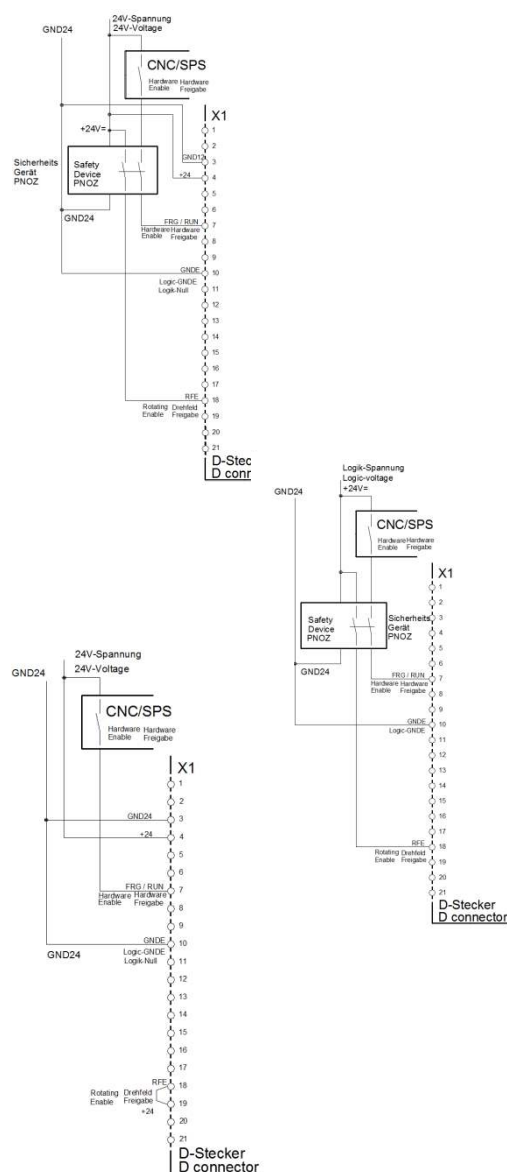 24V-Spannung
24V-Voltage
GND24
CNC/SPS
Hardware Hardware
Enable Freigabe
X1
1
2
+24V=
GND12
3
Sicherheits
Gerät
PNOZ
Safety
Device
PNOZ
+24
4
5
6
GND24
FRG / RUN
7
Hardware Hardware
Enable Freigabe
8
9
GNDE
10
Logic-GNDE
Logik-Null
11
12
13
14
15
16
17
RFE
18
Rotating Drehfeld
Enable Freigabe
19
20
21
D-Stec
D conr
Logik-Spannung
Logic-voltage
+24V=
GND24
CNC/SPS
Hardware Hardware
Enable Freigabe
X1
1
2
3
Safety
Device
PNOZ
Sicherheits
Gerät
PNOZ
4
5
6
GND24
FRG / RUN
7
Hardware Hardware
Enable Freigabe
8
9
GNDE
10
Logic-GNDE
11
12
13
14
15
16
17
RFE
18
Rotating Drehfeld
Enable Freigabe
19
20
21
D-Stecker
D connector
24V-Spannung
24V-Voltage
GND24
CNC/SPS
Hardware Hardware
Enable Freigabe
X1
1
2
GND24
3
+24
4
5
6
FRG / RUN
7
Hardware Hardware
Enable Freigabe
8
9
GNDE
10
GND24
Logic-GNDE
Logik-Null
11
12
13
14
15
16
17
RFE
18
Rotating Drehfeld
Enable Freigabe
+24
19
20
21
D-Stecker
D connector